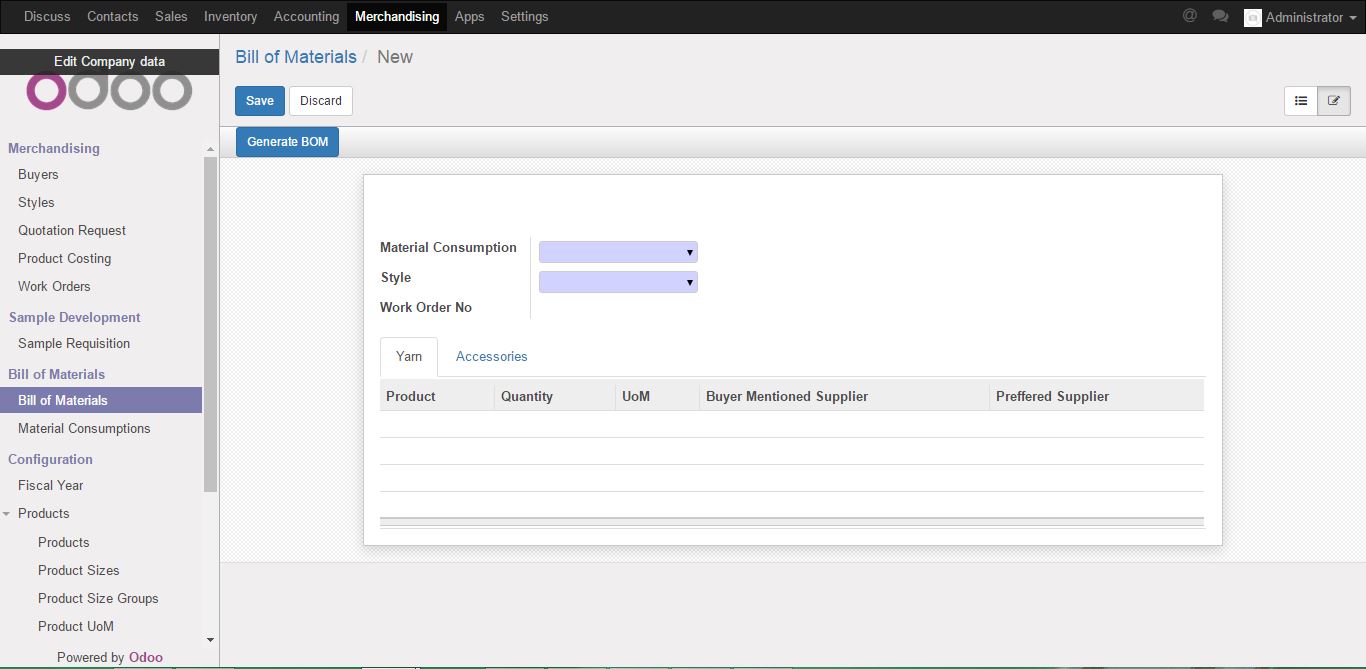 Discuss Contacts Sales Inventory Accounting Merchandising Apps Settings @ Administrator
Edit Company data
odoo
Merchandising
Buyers
Styles
Quotation Request
Product Costing
Work Orders
Sample Development
Sample Requisition
Bill of Materials
Bill of Materials
Material Consumptions
Configuration
Fiscal Year
Products
Products
Product Sizes
Product Size Groups
Product UoM
Powered by Odoo
Bill of Materials / New
Save Discard
Generate BOM
Material Consumption
Style
Work Order No
Yarn Accessories
Product Quantity UoM Buyer Mentioned Supplier Preffered Supplier